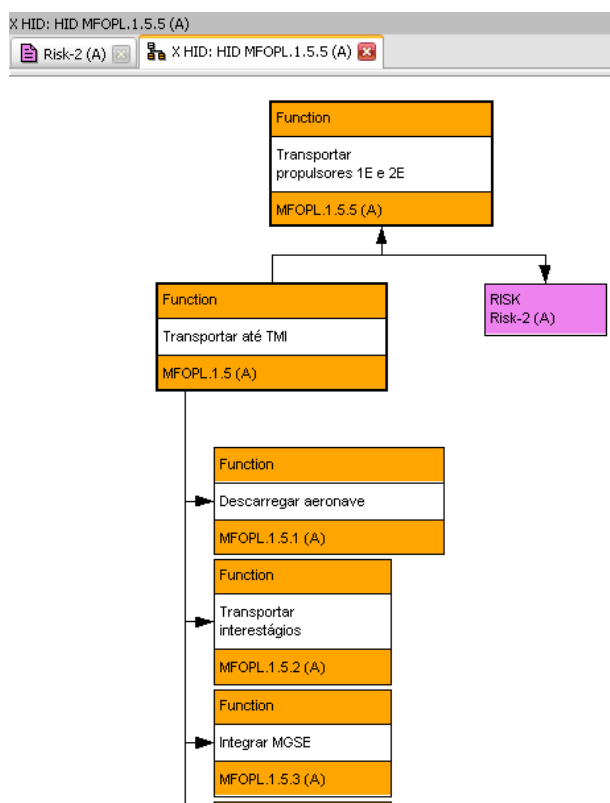 X HID: HID MFOPL.1.5.5 (A)
Risk-2 (A)
X HID: HID MFOPL.1.5.5 (A)
Function
Transportar
propulsores 1E e 2E
MFOPL.1.5.5 (A)
Function
Transportar até TMI
MFOPL.1.5 (A)
RISK
Risk-2 (A)
Function
Descarregar aeronave
MFOPL.1.5.1 (A)
Function
Transportar
interestágios
MFOPL.1.5.2 (A)
Function
Integrar MGSE
MFOPL.1.5.3 (A)